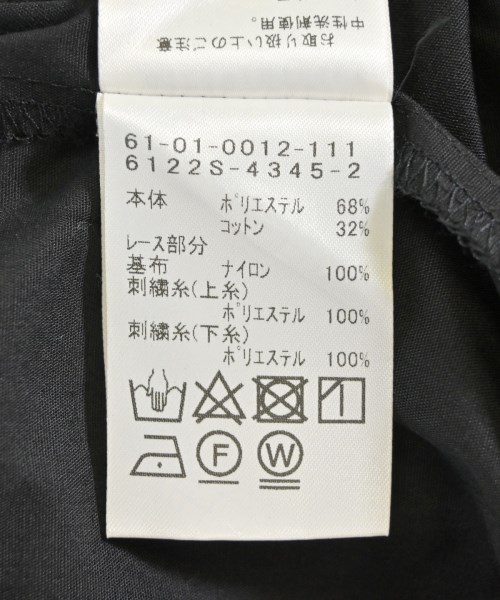 お取り扱い上のご注意
中性洗剤使用。
61-01-0012-111
6122S-4345-2
本体 ポリエステル 68%
コットン 32%
レース部分
基布 ナイロン 100%
刺繍糸(上糸)
ポリエステル 100%
刺繍糸(下糸)
ポリエステル 100%
F W